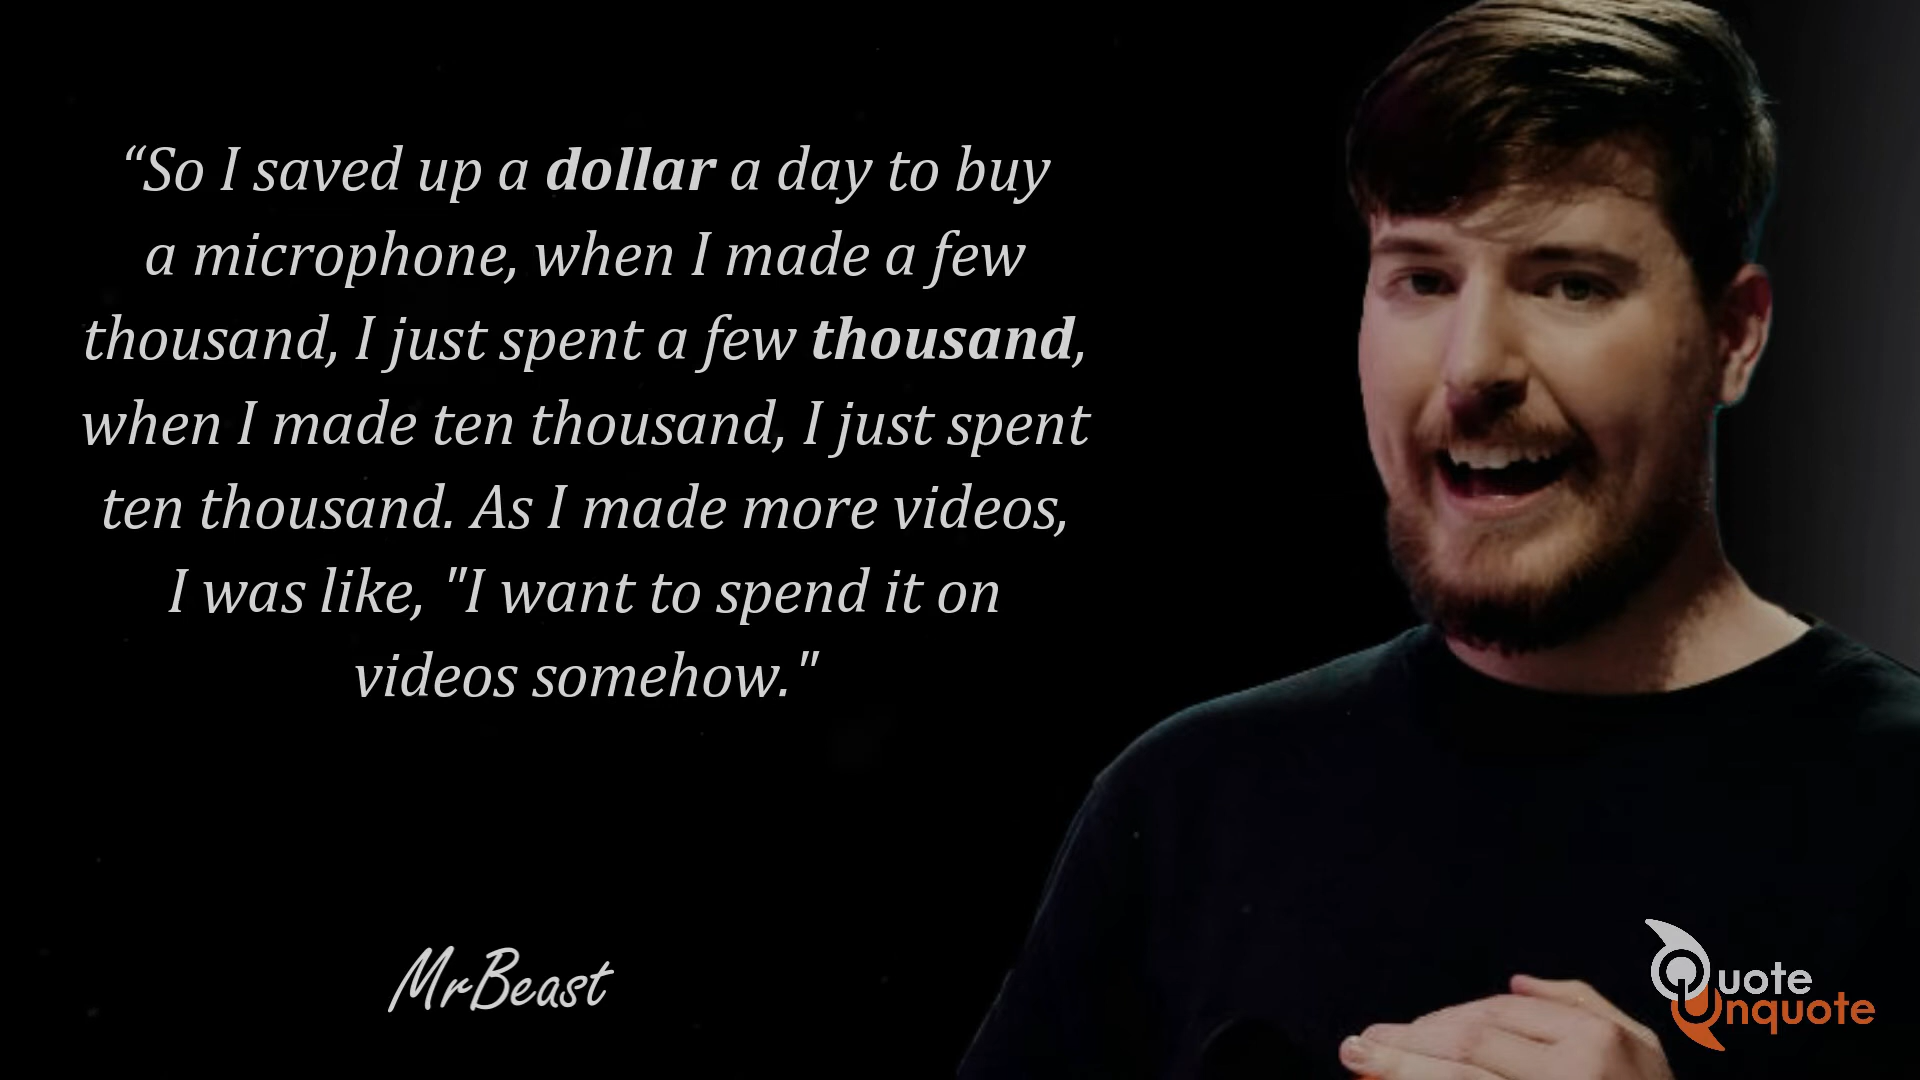 “So I saved up a dollar a day to buy
a microphone, when I made a few
thousand, I just spent a few thousand,
when I made ten thousand, I just spent
ten thousand. As I made more videos,
I was like, "I want to spend it on
videos somehow."
MrBeast
Quote
Unquote